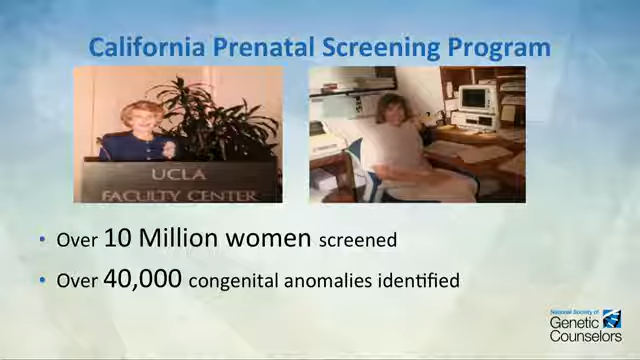 California Prenatal Screening Program
UCLA
FACULTY CENTER
• Over 10 Million women screened
• Over 40,000 congenital anomalies identified
National Society of
Genetic
Counselors